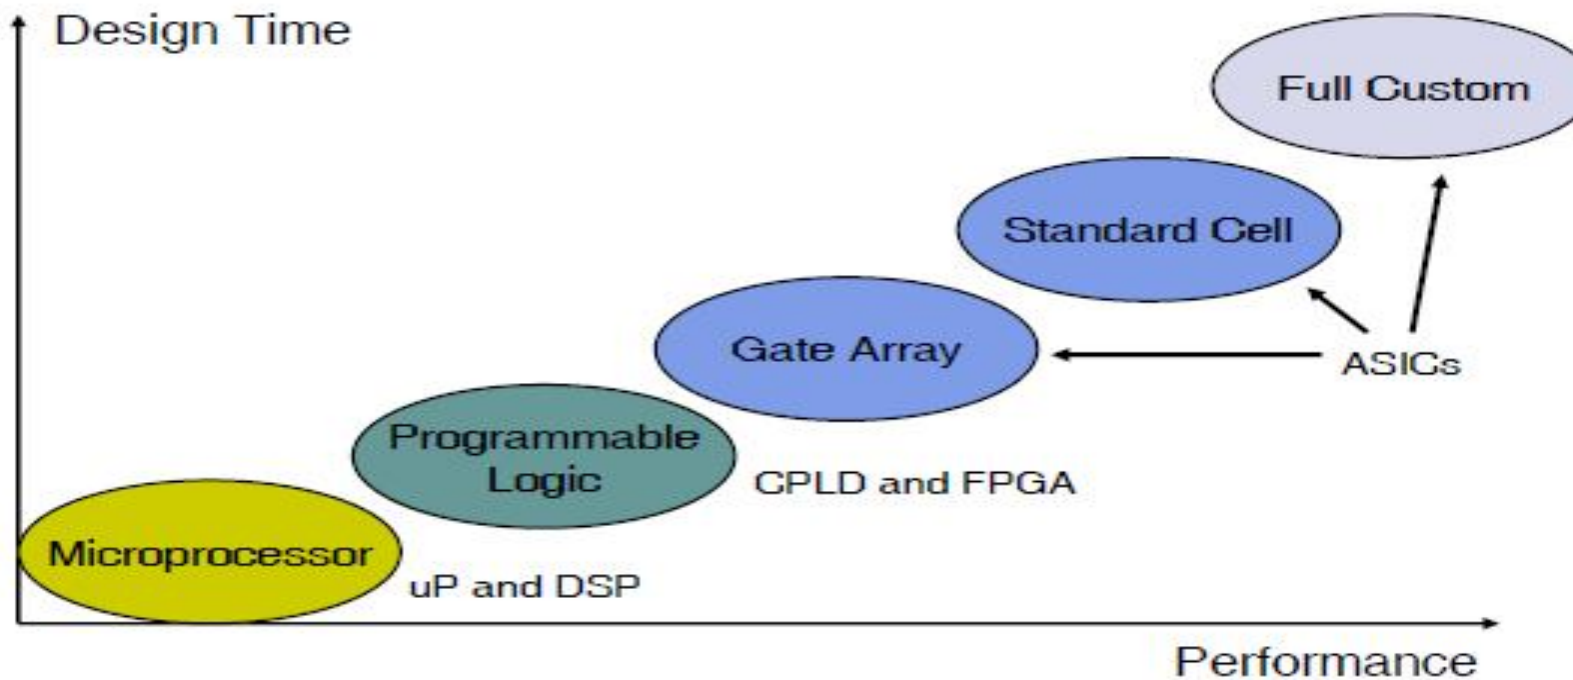 Design Time
Full Custom
Standard Cell
Gate Array
ASICs
Programmable
Logic
CPLD and FPGA
Microprocessor
uP and DSP
Performance